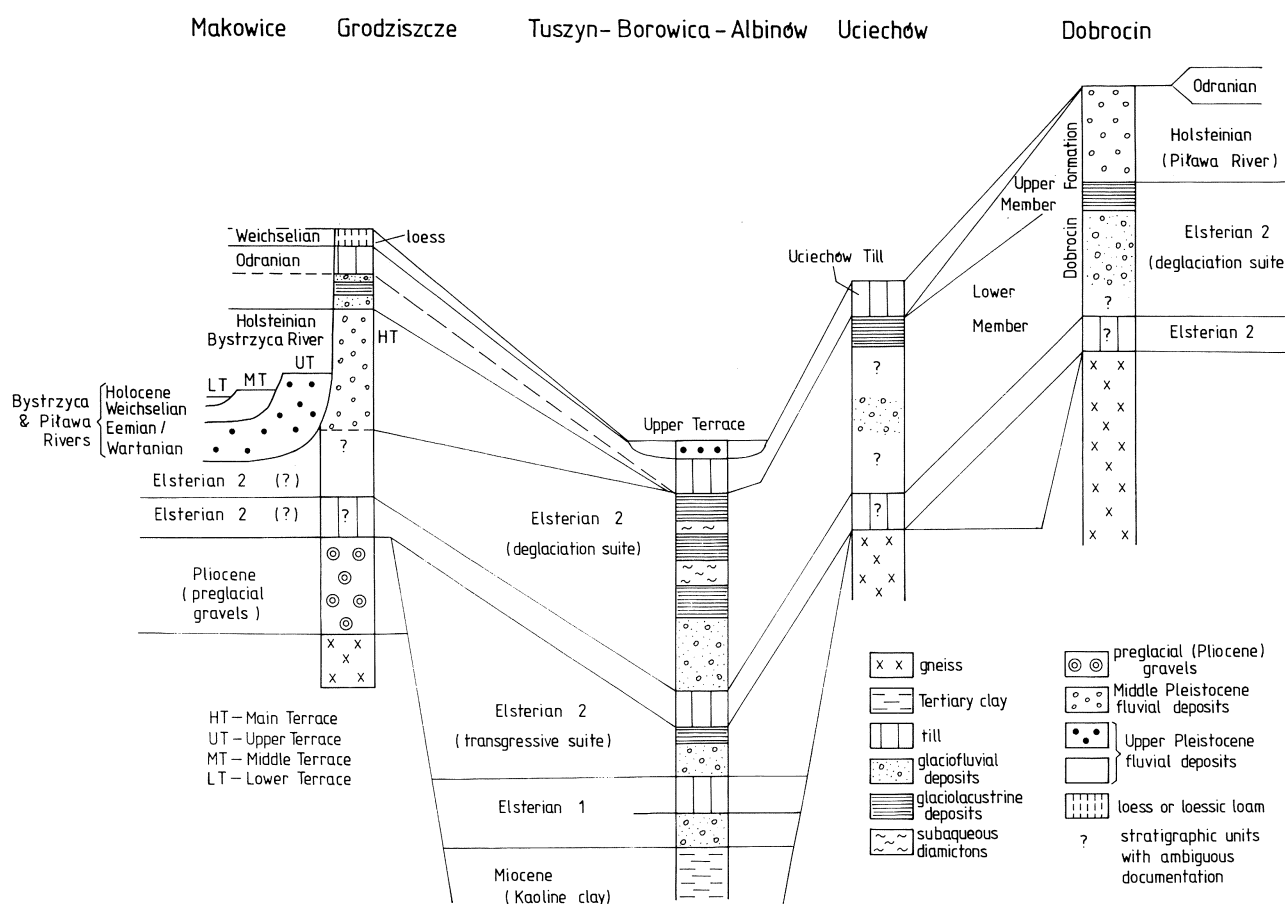 Makowice
Grodziszcze
Tuszyn - Borowica - Albinów
Uciechów
Dobrocin
Weichselian
loess
Odranian
Holsteinian
Bystrzyca River
HT
UT
MT
LT
Bystrzyca
& Piława
Rivers
Holocene
Weichselian
Eemian /
Wartanian
?
Elsterian 2 (?)
Elsterian 2 (?)
?
Pliocene
( preglacial
gravels )
HT - Main Terrace
UT - Upper Terrace
MT - Middle Terrace
LT - Lower Terrace
Upper Terrace
Elsterian 2
(deglaciation suite)
Elsterian 2
(transgressive suite)
Elsterian 1
Miocene
( Kaoline clay)
Uciechów Till
?
?
?
Lower
Member
Upper
Member
Dobrocin Formation
Odranian
Holsteinian
(Piława River)
Elsterian 2
(deglaciation suite
?
?
Elsterian 2
gneiss
Tertiary clay
till
glaciofluvial
deposits
glaciolacustrine
deposits
subaqueous
diamictons
preglacial (Pliocene)
gravels
Middle Pleistocene
fluvial deposits
Upper Pleistocene
fluvial deposits
loess or loessic loam
? stratigraphic units
with ambiguous
documentation